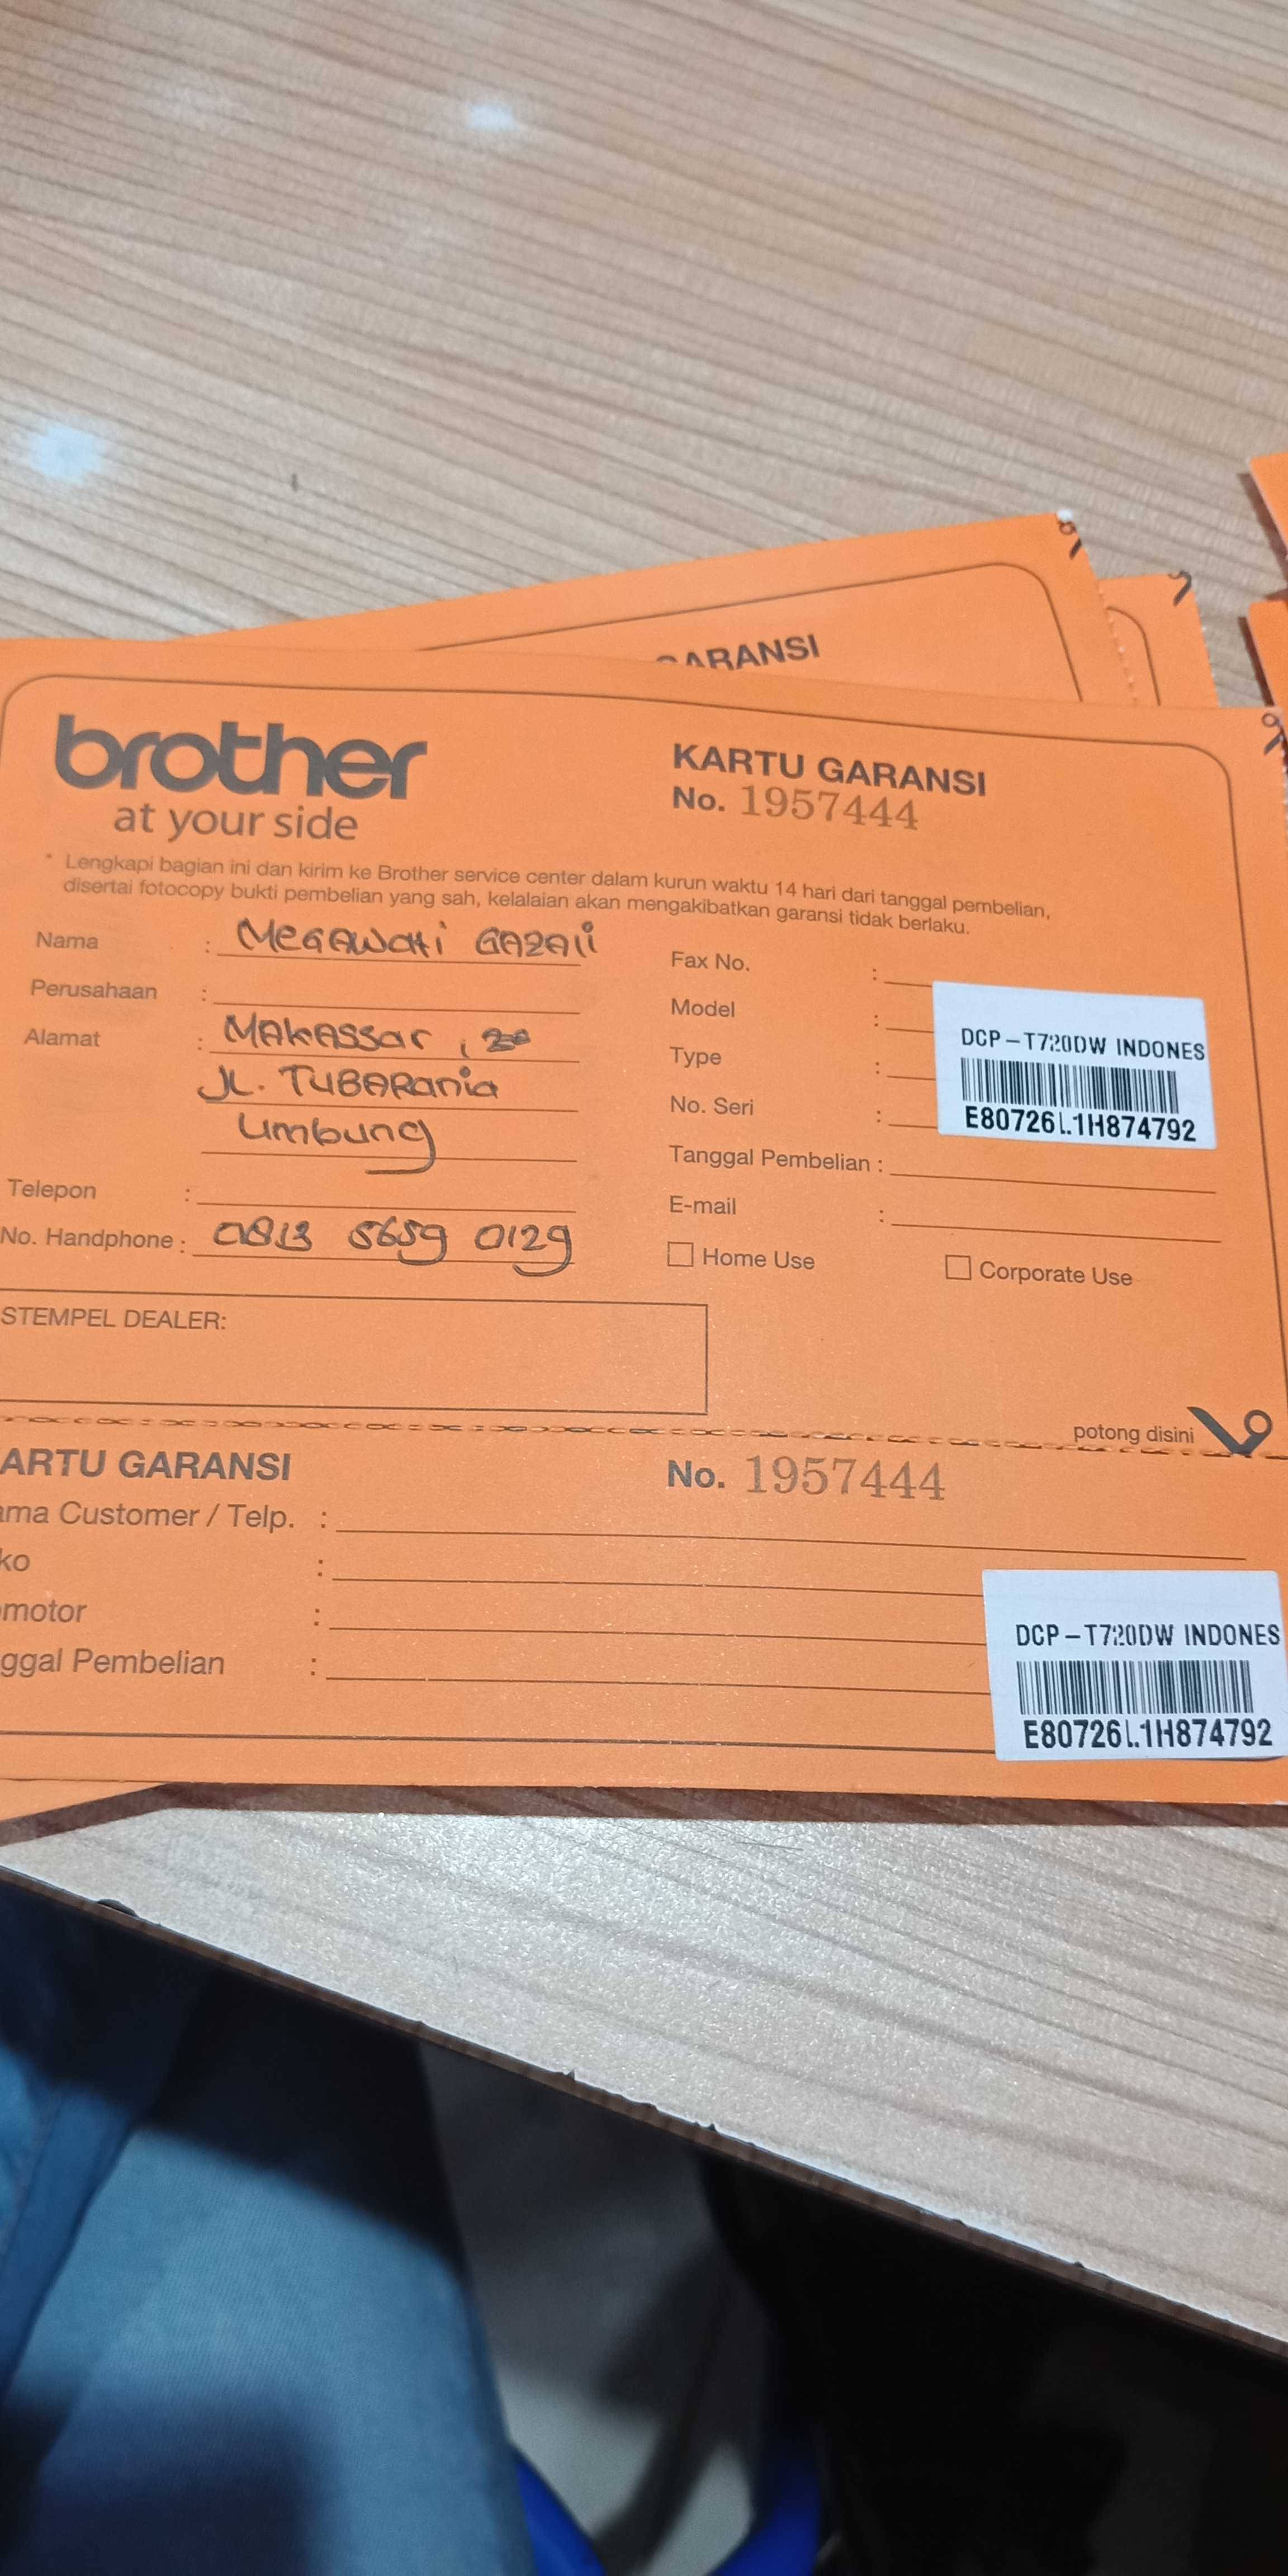 GARANSI
brother
at your side
KARTU GARANSI
No. 1957444
* Lengkapi bagian ini dan kirim ke Brother service center dalam kurun waktu 14 hari dari tanggal pembelian,
disertai fotocopy bukti pembelian yang sah, kelalaian akan mengakibatkan garansi tidak berlaku.
Nama : MEGAWATI GAZALI
Perusahaan :
Alamat : MAKASSAR,
JL. TUBARANIA
Limbung
Telepon :
No. Handphone : 0813 5659 0129
Fax No. :
Model :
Type :
No. Seri :
DCP-T720DW INDONES
E80726L1H874792
Tanggal Pembelian :
E-mail :
Home Use
Corporate Use
STEMPEL DEALER:
potong disini
ARTU GARANSI
No. 1957444
ama Customer / Telp. :
ko :
motor :
ggal Pembelian :
DCP-T720DW INDONES
E80726L1H874792